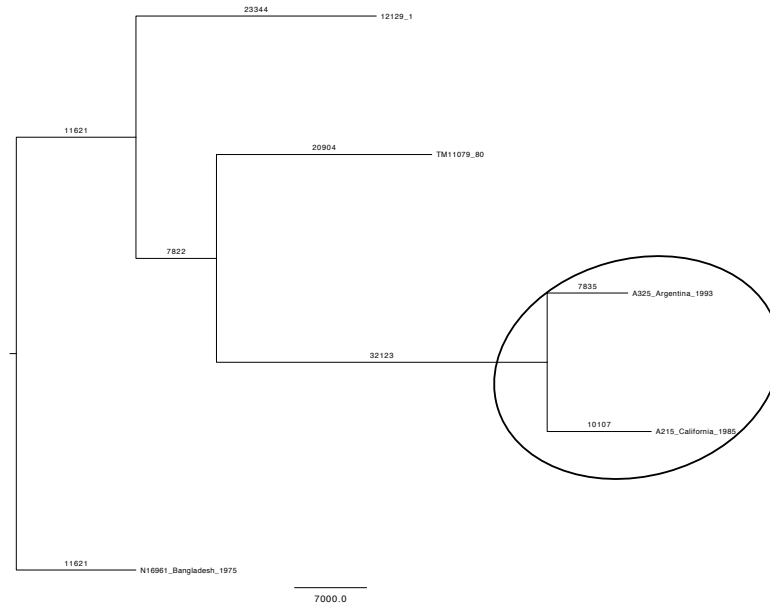 23344
12129_1
11621
20904
TM11079_80
7822
7835
A325_Argentina_1993
32123
10107
A215_California_1985
11621
N16961_Bangladesh_1975
7000.0